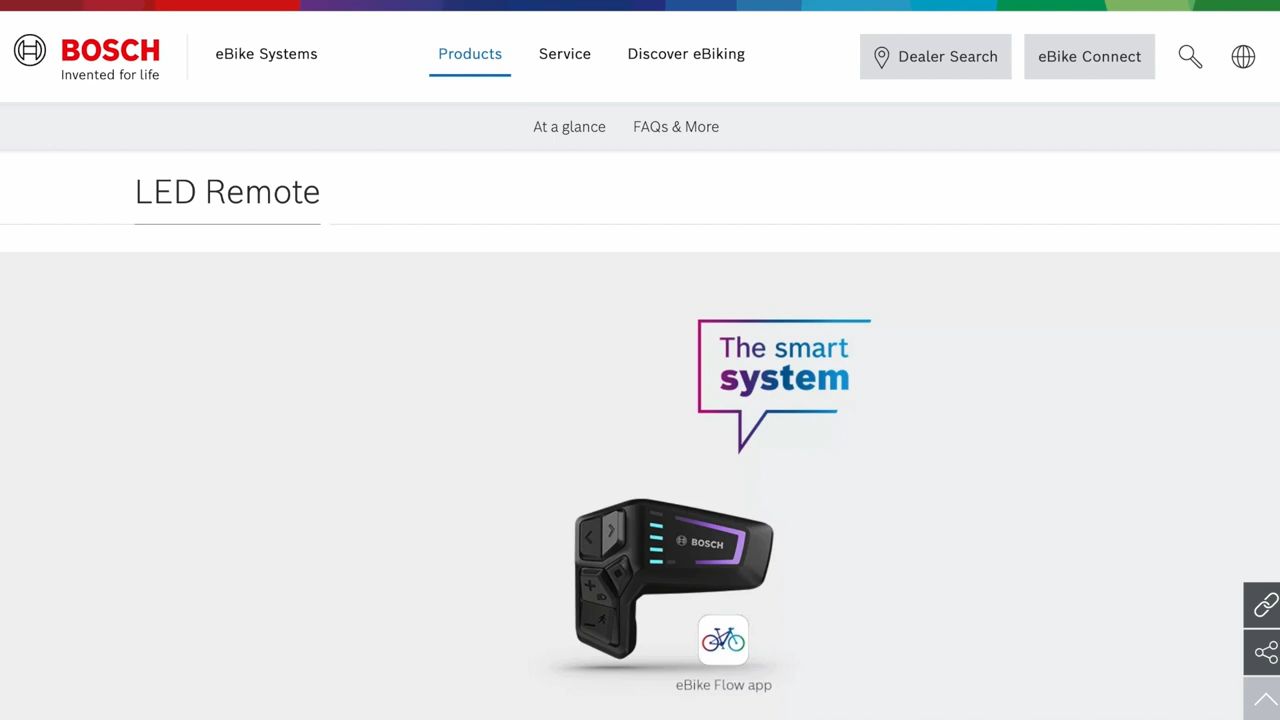 BOSCH
Invented for life
eBike Systems
Products
Service
Discover eBiking
Dealer Search
eBike Connect
At a glance
FAQs & More
LED Remote
The smart
system
BOSCH
eBike Flow app